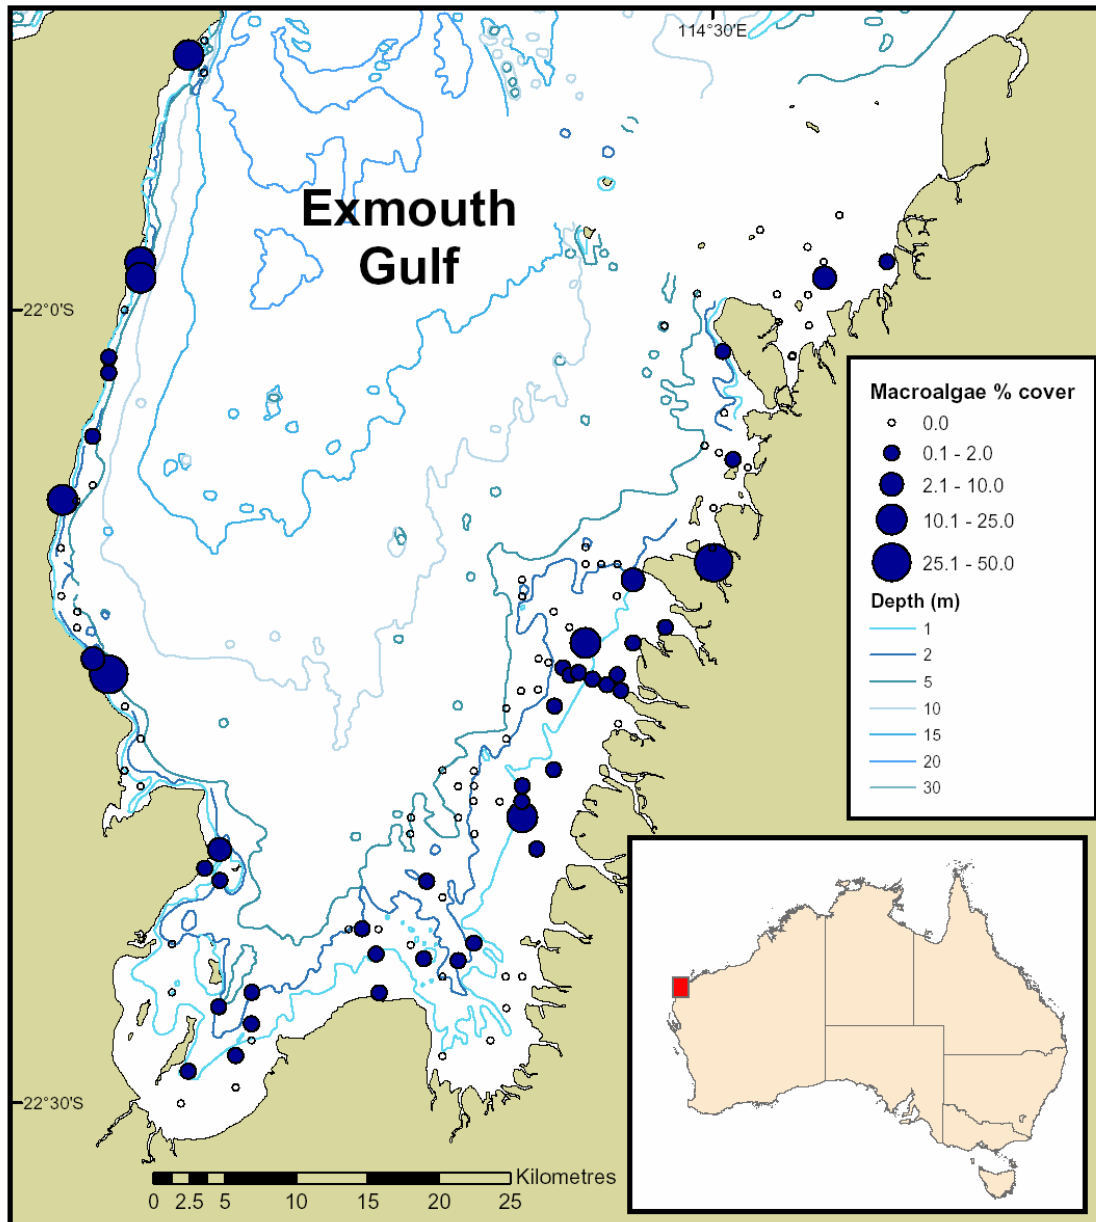 114°30'E
Exmouth
Gulf
22°0'S
Macroalgae % cover
0.0
0.1 - 2.0
2.1 - 10.0
10.1 - 25.0
25.1 - 50.0
Depth (m)
1
2
5
10
15
20
30
22°30'S
Kilometres
0 2.5 5 10 15 20 25